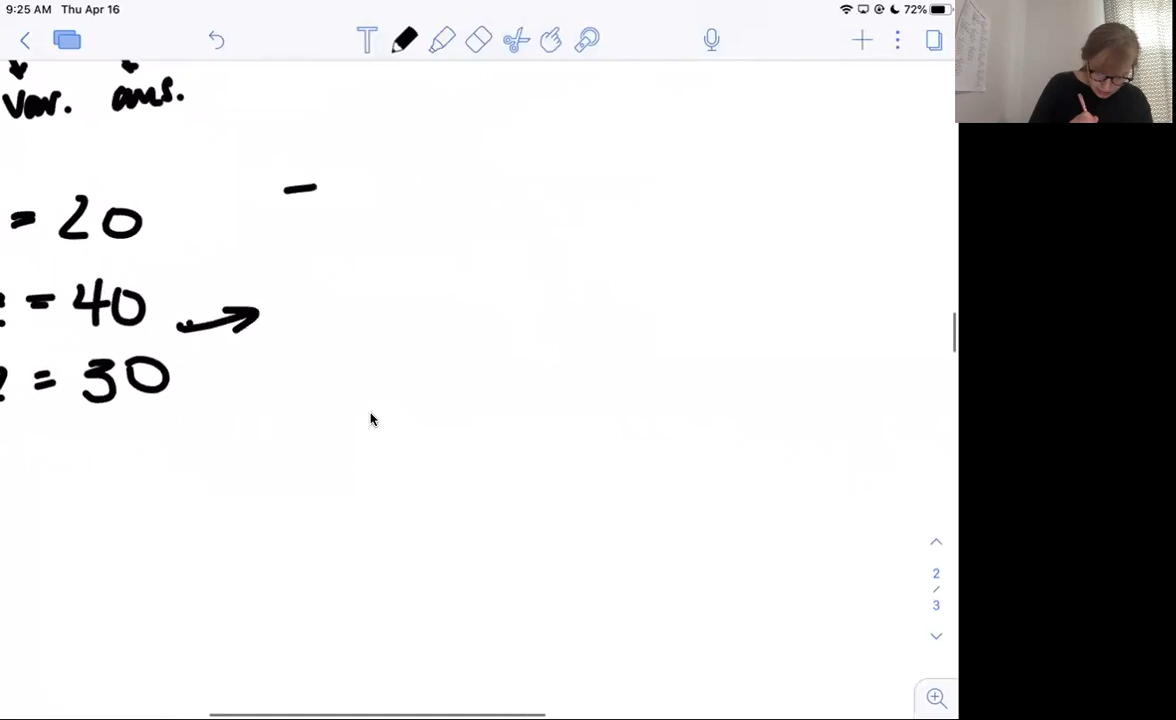 9:25 AM Thu Apr 16 72%
T
var. ans.
-
= 20
= 40 →
= 30
2
/
3